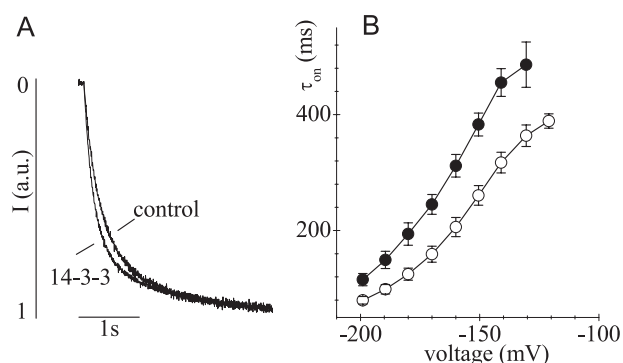 A
0
I (a.u.)
control
14-3-3
1
1s
B
τon (ms)
400
200
-200
-150
-100
voltage (mV)